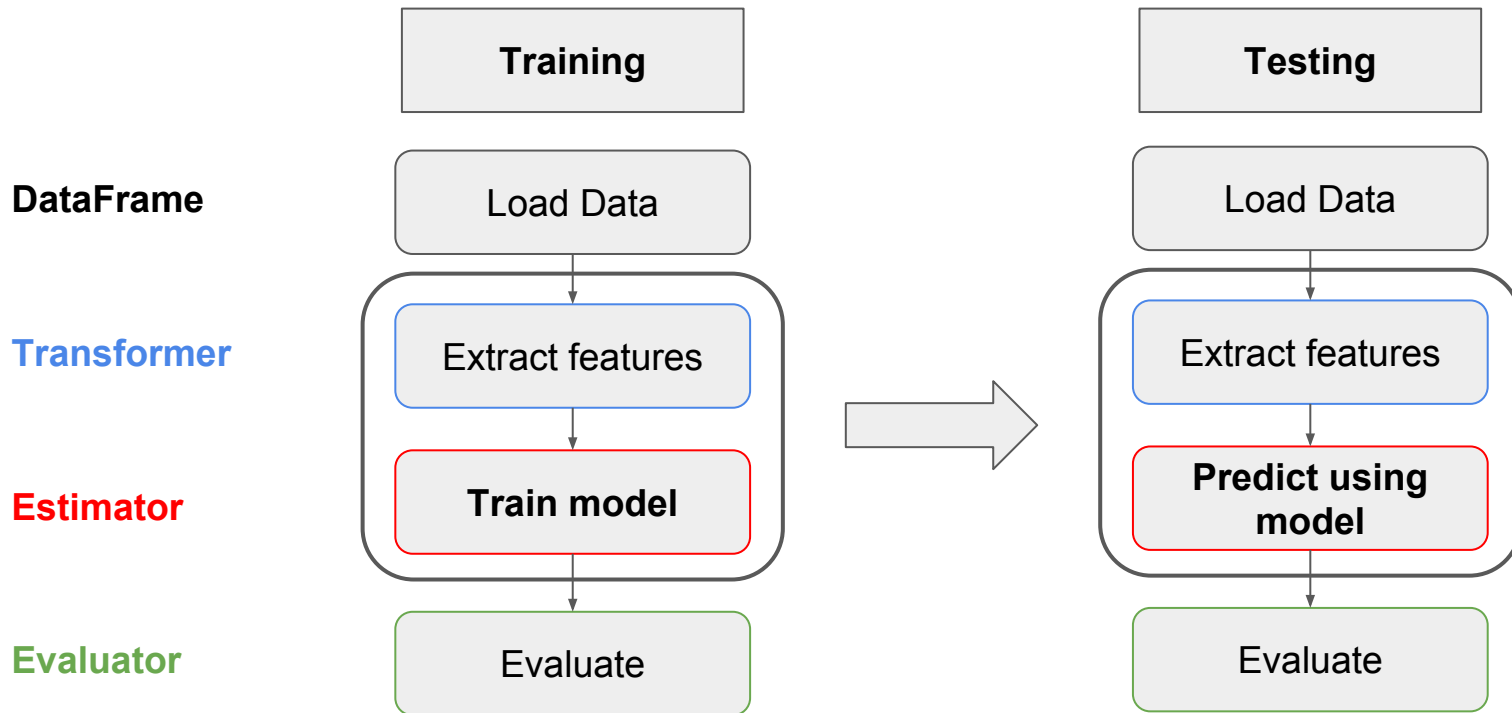 Training
Testing
DataFrame
Load Data
Load Data
Transformer
Extract features
Extract features
Estimator
Train model
Predict using
model
Evaluator
Evaluate
Evaluate